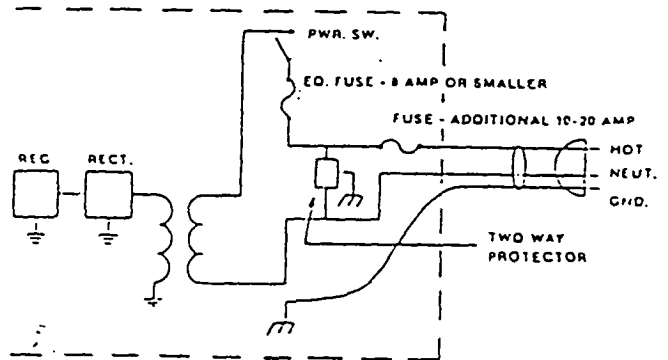 PWR. SW.
EQ. FUSE - 8 AMP OR SMALLER
FUSE - ADDITIONAL 10-20 AMP
HOT
REG
RECT.
NEUT.
GND.
TWO WAY
PROTECTOR